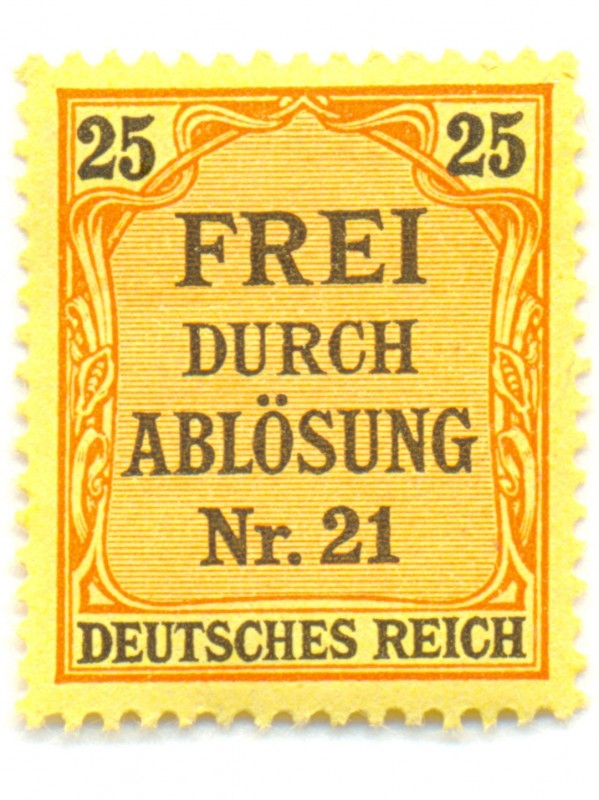 25 25
FREI
DURCH
ABLÖSUNG
Nr. 21
DEUTSCHES REICH